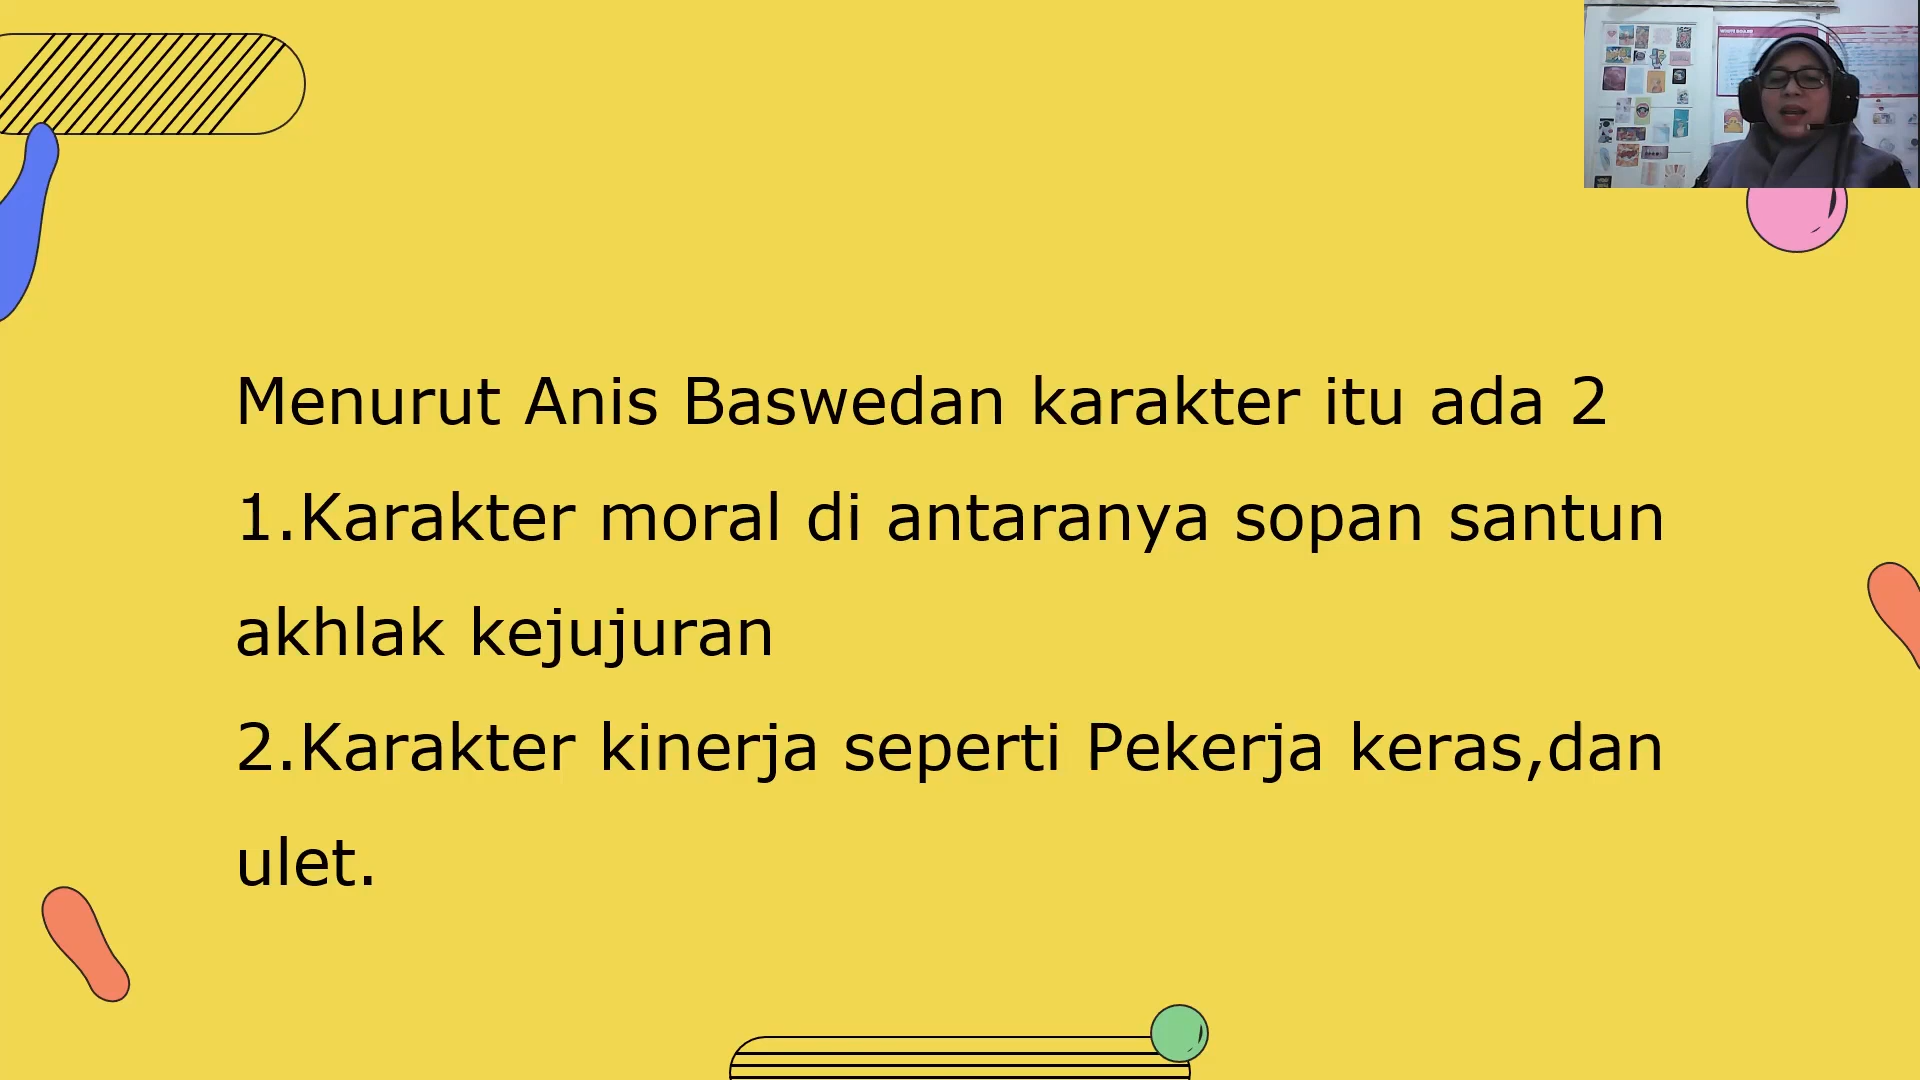 Menurut Anis Baswedan karakter itu ada 2
1.Karakter moral di antaranya sopan santun
akhlak kejujuran
2.Karakter kinerja seperti Pekerja keras,dan
ulet.